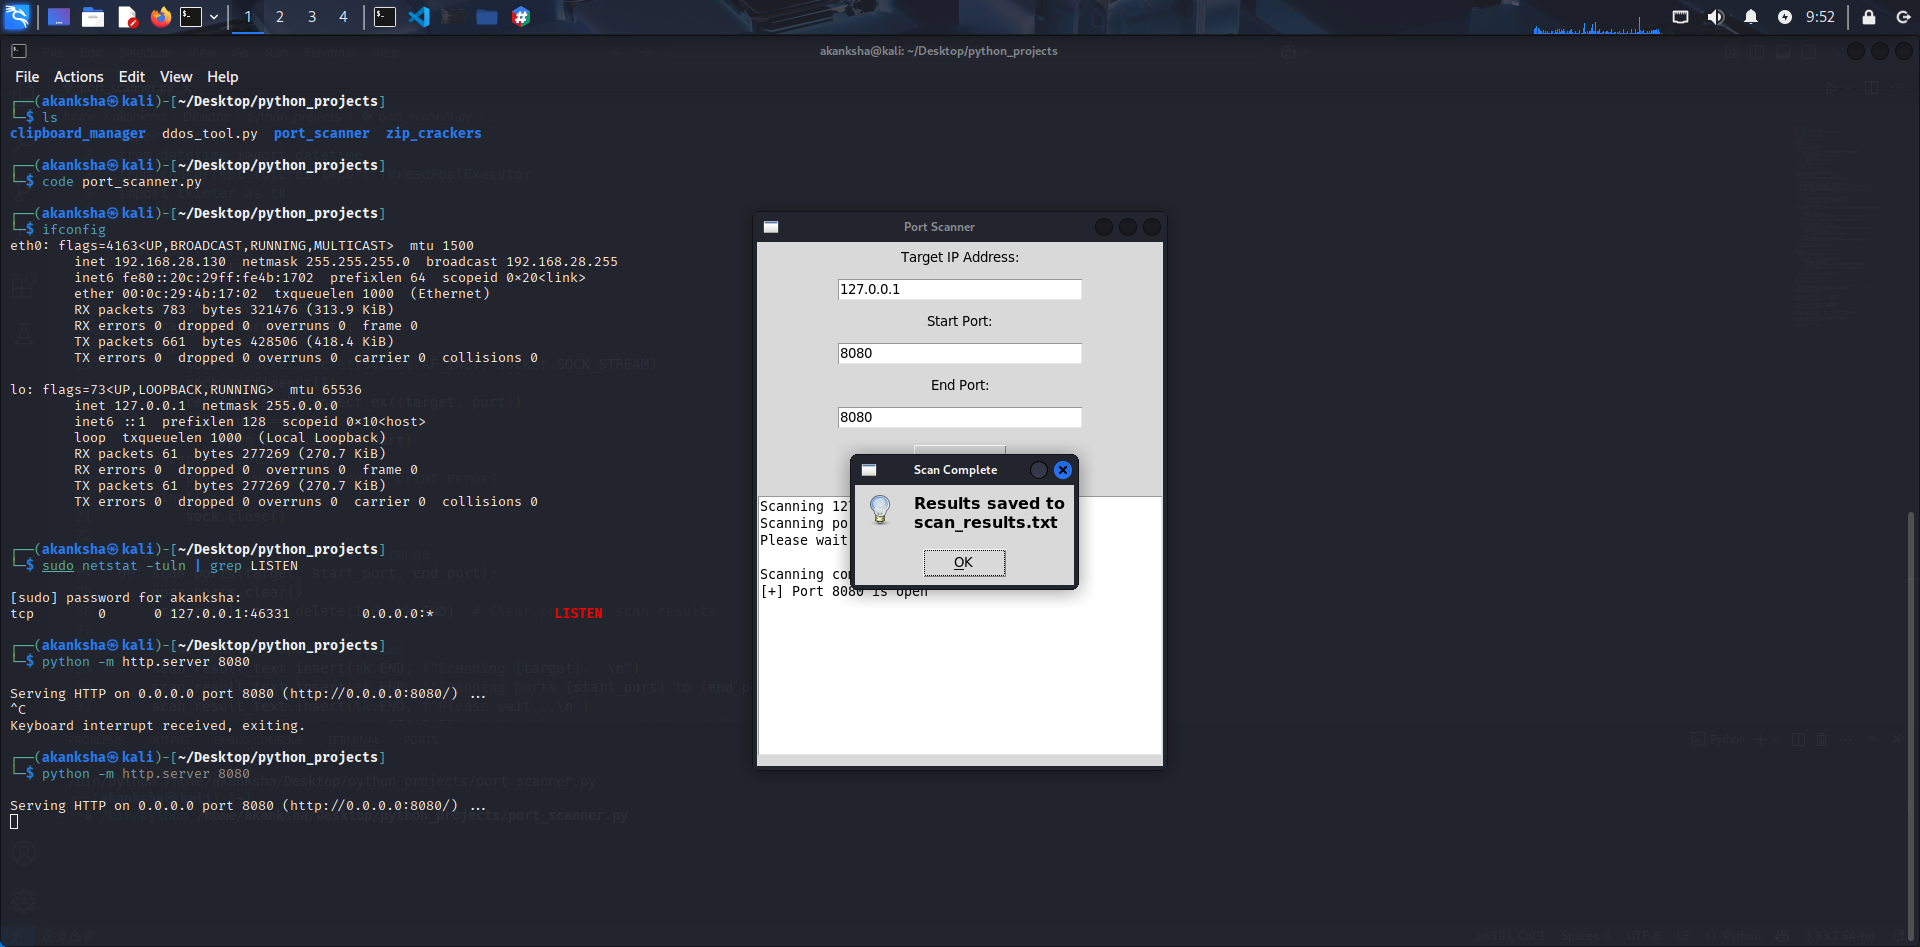 1 2 3 4
9:52
akanksha@kali: ~/Desktop/python_projects
File Actions Edit View Help
┌──(akanksha㉿kali)-[~/Desktop/python_projects]
└─$ ls
clipboard_manager ddos_tool.py port_scanner zip_crackers
┌──(akanksha㉿kali)-[~/Desktop/python_projects]
└─$ code port_scanner.py
┌──(akanksha㉿kali)-[~/Desktop/python_projects]
└─$ ifconfig
eth0: flags=4163<UP,BROADCAST,RUNNING,MULTICAST> mtu 1500
inet 192.168.28.130 netmask 255.255.255.0 broadcast 192.168.28.255
inet6 fe80::20c:29ff:fe4b:1702 prefixlen 64 scopeid 0×20<link>
ether 00:0c:29:4b:17:02 txqueuelen 1000 (Ethernet)
RX packets 783 bytes 321476 (313.9 KiB)
RX errors 0 dropped 0 overruns 0 frame 0
TX packets 661 bytes 428506 (418.4 KiB)
TX errors 0 dropped 0 overruns 0 carrier 0 collisions 0
lo: flags=73<UP,LOOPBACK,RUNNING> mtu 65536
inet 127.0.0.1 netmask 255.0.0.0
inet6 ::1 prefixlen 128 scopeid 0×10<host>
loop txqueuelen 1000 (Local Loopback)
RX packets 61 bytes 277269 (270.7 KiB)
RX errors 0 dropped 0 overruns 0 frame 0
TX packets 61 bytes 277269 (270.7 KiB)
TX errors 0 dropped 0 overruns 0 carrier 0 collisions 0
┌──(akanksha㉿kali)-[~/Desktop/python_projects]
└─$ sudo netstat -tuln | grep LISTEN
[sudo] password for akanksha:
tcp 0 0 127.0.0.1:46331 0.0.0.0:* LISTEN
┌──(akanksha㉿kali)-[~/Desktop/python_projects]
└─$ python -m http.server 8080
Serving HTTP on 0.0.0.0 port 8080 (http://0.0.0.0:8080/) ...
^C
Keyboard interrupt received, exiting.
┌──(akanksha㉿kali)-[~/Desktop/python_projects]
└─$ python -m http.server 8080
Serving HTTP on 0.0.0.0 port 8080 (http://0.0.0.0:8080/) ...
Port Scanner
Target IP Address:
127.0.0.1
Start Port:
8080
End Port:
8080
Scan Complete
Results saved to
scan_results.txt
OK
Scanning 127
Scanning po
Please wait
Scanning co
[+] Port 8080 is open